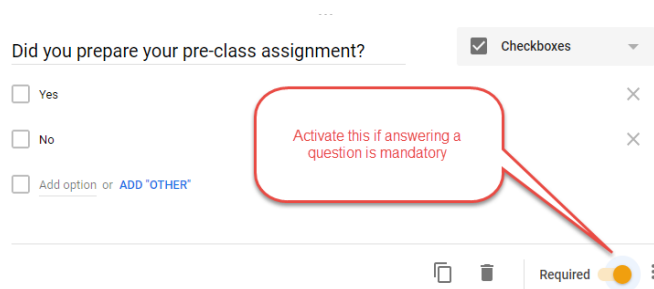 Did you prepare your pre-class assignment?
Checkboxes
Yes
No
Activate this if answering a
question is mandatory
Add option or ADD "OTHER"
Required